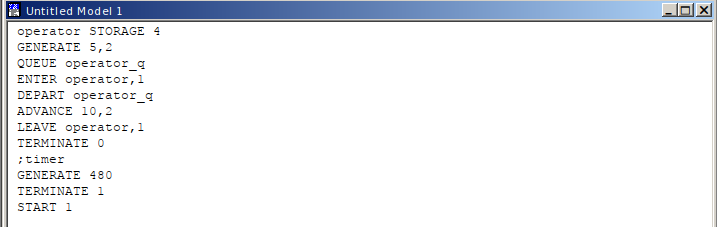 Untitled Model 1
operator STORAGE 4
GENERATE 5,2
QUEUE operator_q
ENTER operator,1
DEPART operator_q
ADVANCE 10,2
LEAVE operator,1
TERMINATE 0
;timer
GENERATE 480
TERMINATE 1
START 1